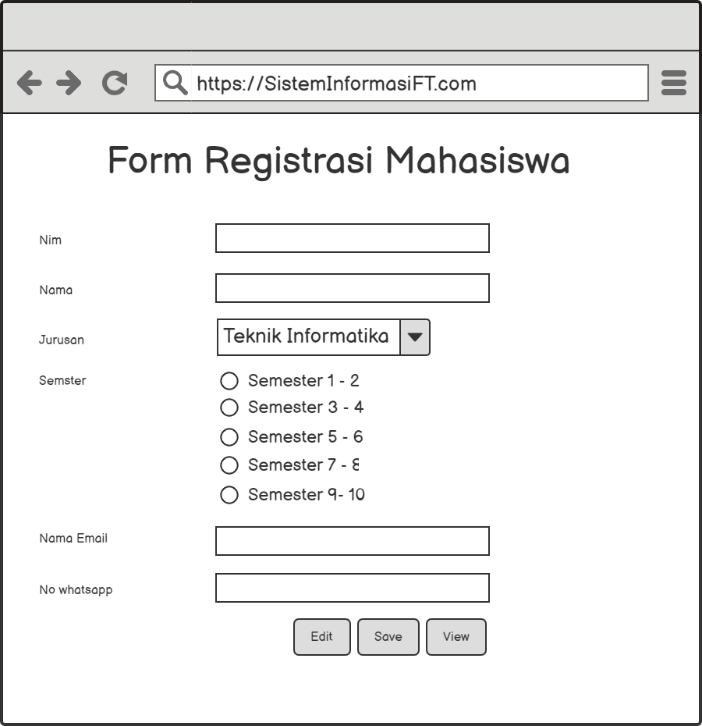 https://SistemInformasiFT.com
Form Registrasi Mahasiswa
Nim
Nama
Jurusan
Teknik Informatika
Semster
Semester 1 - 2
Semester 3 - 4
Semester 5 - 6
Semester 7 - 8
Semester 9- 10
Nama Email
No whatsapp
Edit Save View